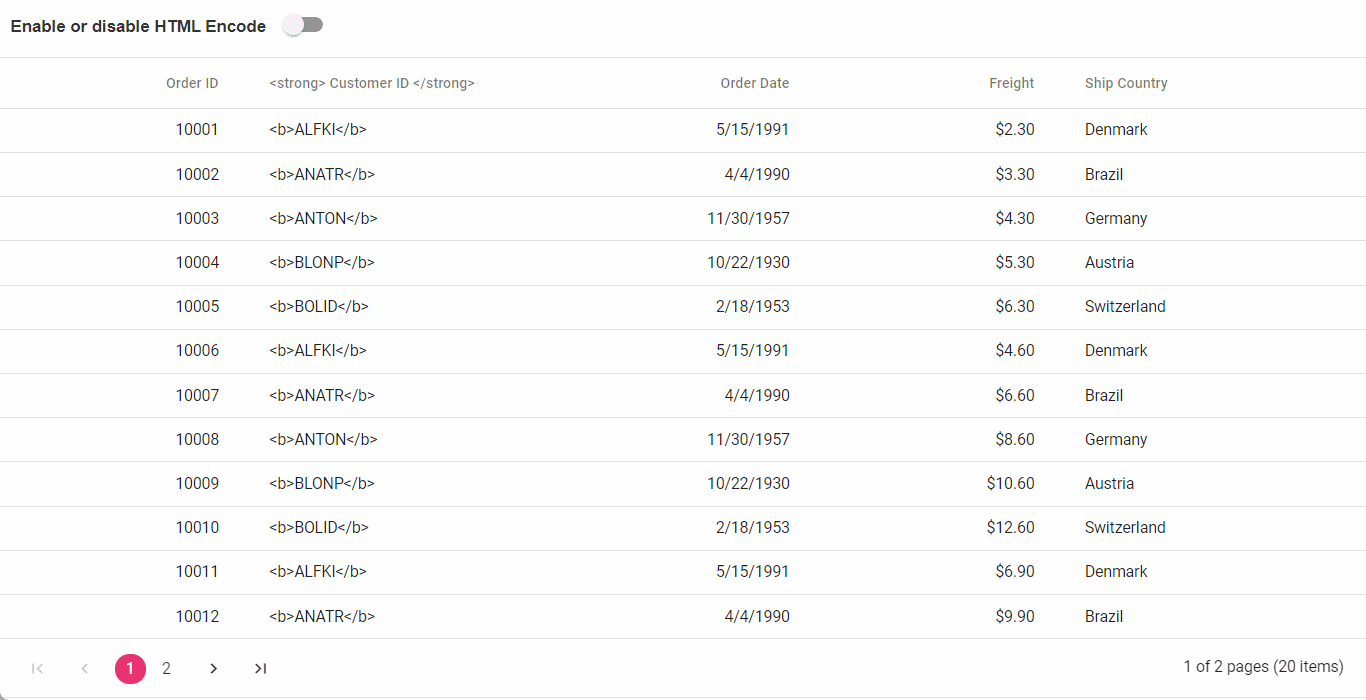 Enable or disable HTML Encode
Order ID <strong> Customer ID </strong> Order Date Freight Ship Country
10001 <b>ALFKI</b> 5/15/1991 $2.30 Denmark
10002 <b>ANATR</b> 4/4/1990 $3.30 Brazil
10003 <b>ANTON</b> 11/30/1957 $4.30 Germany
10004 <b>BLONP</b> 10/22/1930 $5.30 Austria
10005 <b>BOLID</b> 2/18/1953 $6.30 Switzerland
10006 <b>ALFKI</b> 5/15/1991 $4.60 Denmark
10007 <b>ANATR</b> 4/4/1990 $6.60 Brazil
10008 <b>ANTON</b> 11/30/1957 $8.60 Germany
10009 <b>BLONP</b> 10/22/1930 $10.60 Austria
10010 <b>BOLID</b> 2/18/1953 $12.60 Switzerland
10011 <b>ALFKI</b> 5/15/1991 $6.90 Denmark
10012 <b>ANATR</b> 4/4/1990 $9.90 Brazil
1 2 1 of 2 pages (20 items)